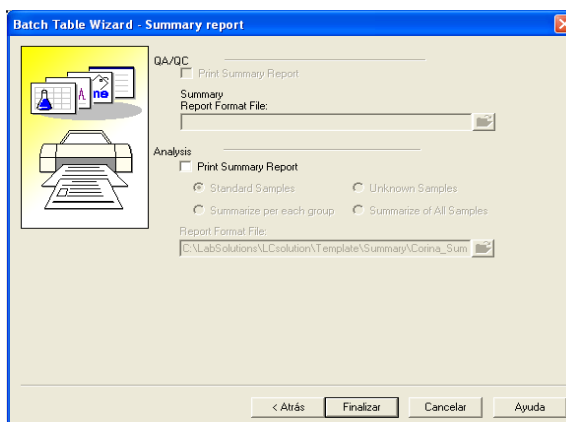 Batch Table Wizard - Summary report
QA/QC
Print Summary Report
Summary
Report Format File:
Analysis
Print Summary Report
Standard Samples
Unknown Samples
Summarize per each group
Summarize of All Samples
Report Format File:
C:\LabSolutions\LCsolution\Template\Summary\Corina_Sum
< Atrás
Finalizar
Cancelar
Ayuda